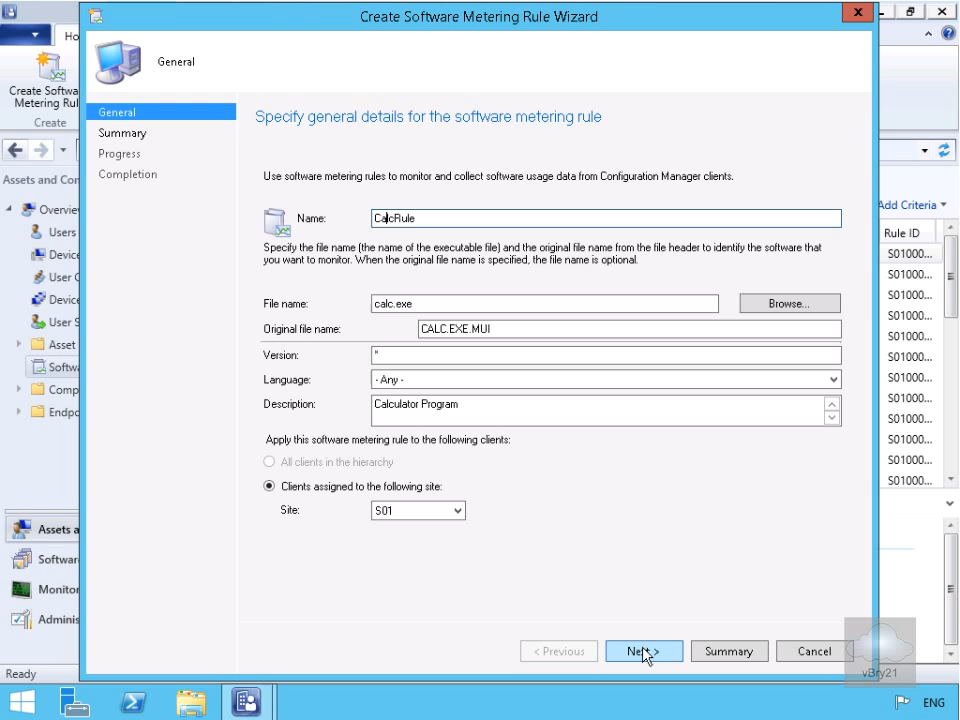 Create Software Metering Rule Wizard
x
Ho
General
Create Softwa
Metering Rul
Create
General
Summary
Progress
Completion
Specify general details for the software metering rule
Use software metering rules to monitor and collect software usage data from Configuration Manager clients.
Name:
CalcRule
Specify the file name (the name of the executable file) and the original file name from the file header to identify the software that
you want to monitor. When the original file name is specified, the file name is optional.
File name:
calc.exe
Browse...
Original file name:
CALC.EXE.MUI
Version:
*
Language:
- Any -
Description:
Calculator Program
Apply this software metering rule to the following clients:
All clients in the hierarchy
Clients assigned to the following site:
Site:
S01
< Previous
Next >
Summary
Cancel
Assets and Con
Overvie
Users
Device
User C
Device
User S
Asset
Softwa
Comp
Endpo
Assets a
Softwar
Monitor
Adminis
Ready
Add Criteria
Rule ID
S01000...
S01000...
S01000...
S01000...
S01000...
S01000...
S01000...
S01000...
S01000...
S01000...
S01000...
S01000...
vBry21
ENG